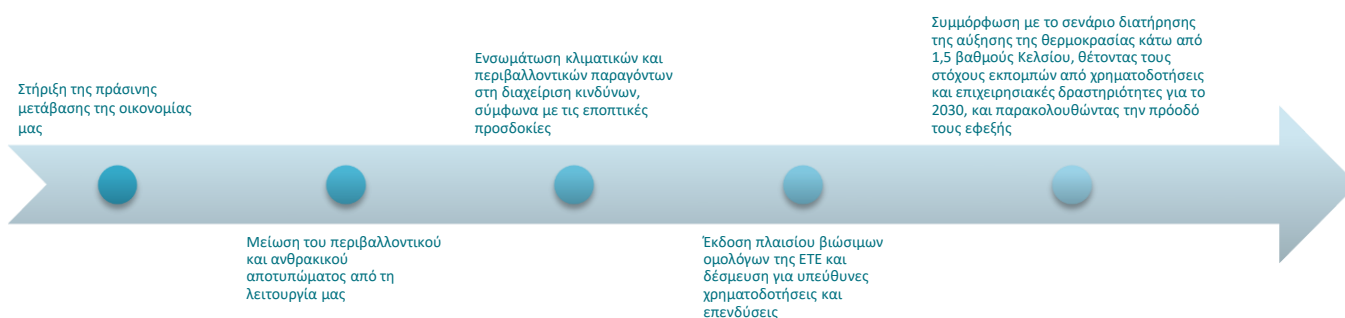 Στήριξη της πράσινης
μετάβασης της οικονομίας
μας
Μείωση του περιβαλλοντικού
και ανθρακικού
αποτυπώματος από τη
λειτουργία μας
Ενσωμάτωση κλιματικών και
περιβαλλοντικών παραγόντων
στη διαχείριση κινδύνων,
σύμφωνα με τις εποπτικές
προσδοκίες
Έκδοση πλαισίου βιώσιμων
ομολόγων της ΕΤΕ και
δέσμευση για υπεύθυνες
χρηματοδοτήσεις και
επενδύσεις
Συμμόρφωση με το σενάριο διατήρησης
της αύξησης της θερμοκρασίας κάτω από
1,5 βαθμούς Κελσίου, θέτοντας τους
στόχους εκπομπών από χρηματοδοτήσεις
και επιχειρησιακές δραστηριότητες για το
2030, και παρακολουθώντας την πρόοδό
τους εφεξής